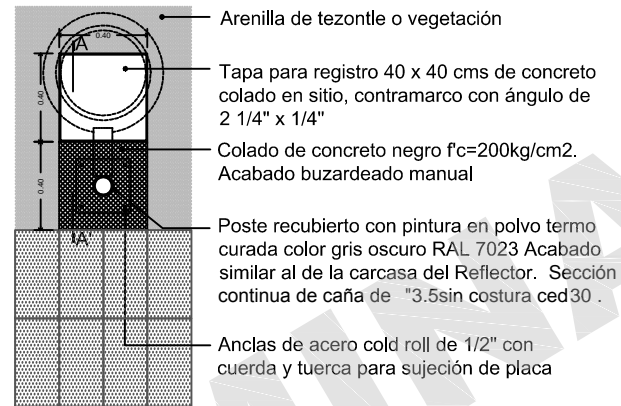 Arenilla de tezontle o vegetación
A
0.40
Tapa para registro 40 x 40 cms de concreto
colado en sitio, contramarco con ángulo de
2 1/4" x 1/4"
0.40
Colado de concreto negro f'c=200kg/cm2.
Acabado buzardeado manual
0.40
Poste recubierto con pintura en polvo termo
curada color gris oscuro RAL 7023 Acabado
similar al de la carcasa del Reflector. Sección
continua de caña de "3.5sin costura ced30 .
A'
Anclas de acero cold roll de 1/2" con
cuerda y tuerca para sujeción de placa